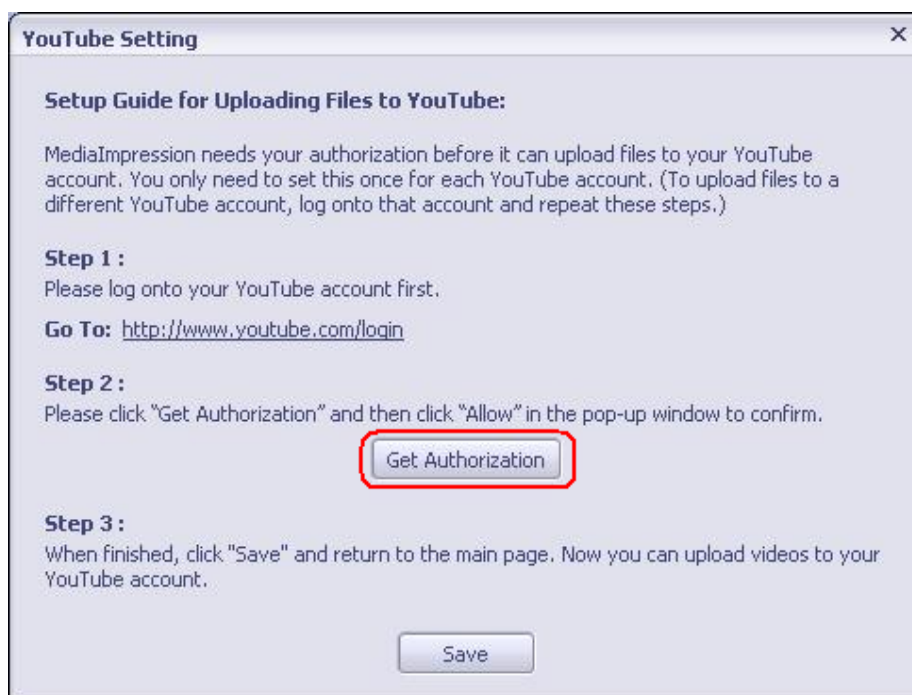 YouTube Setting
Setup Guide for Uploading Files to YouTube:
MediaImpression needs your authorization before it can upload files to your YouTube
account. You only need to set this once for each YouTube account. (To upload files to a
different YouTube account, log onto that account and repeat these steps.)
Step 1 :
Please log onto your YouTube account first.
Go To: http://www.youtube.com/login
Step 2 :
Please click “Get Authorization” and then click “Allow” in the pop-up window to confirm.
Get Authorization
Step 3 :
When finished, click "Save" and return to the main page. Now you can upload videos to your
YouTube account.
Save